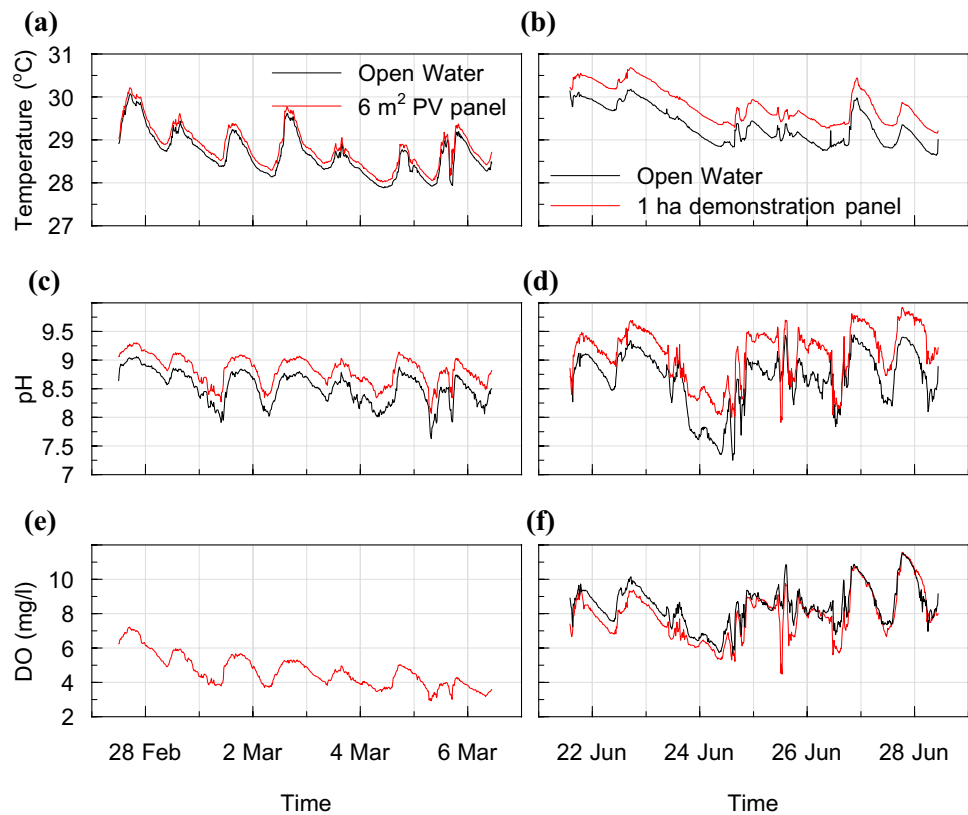 (a)
(b)
Temperature (°C)
31
30
29
28
27
Open Water
6 m² PV panel
Open Water
1 ha demonstration panel
(c)
(d)
pH
9.5
9
8.5
8
7.5
7
(e)
(f)
DO (mg/l)
10
8
6
4
2
28 Feb
2 Mar
4 Mar
6 Mar
22 Jun
24 Jun
26 Jun
28 Jun
Time
Time